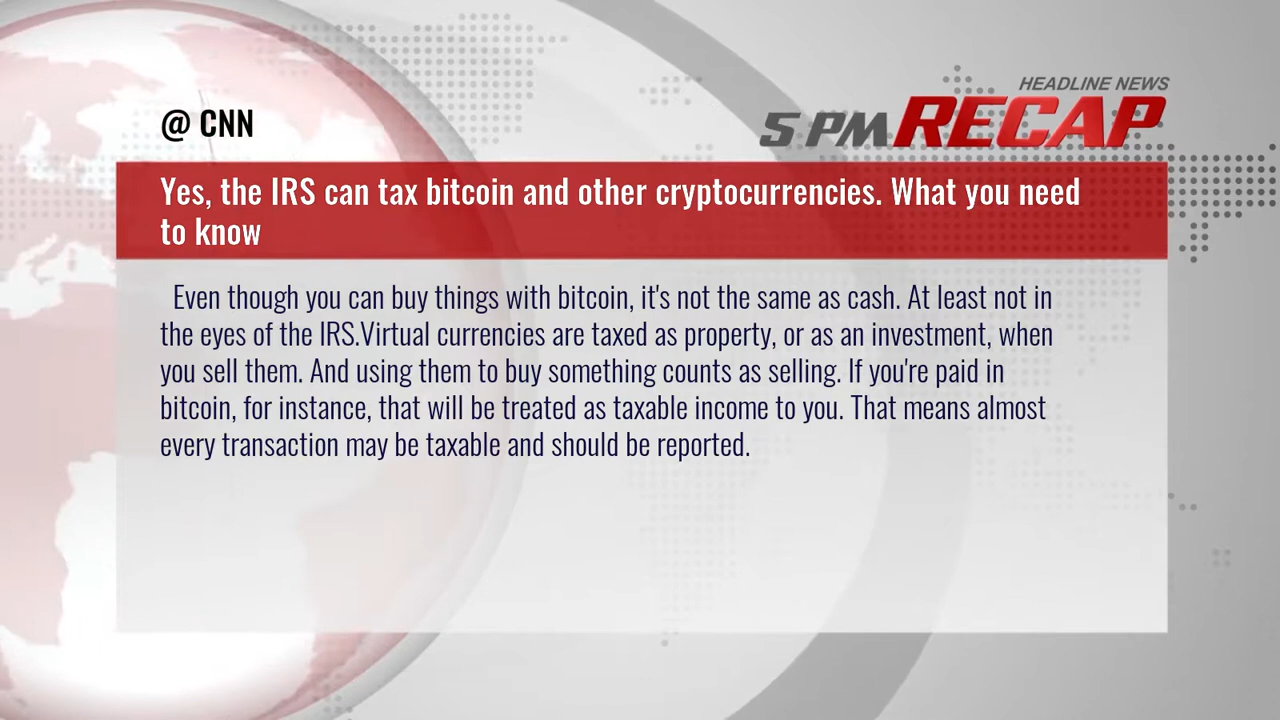 HEADLINE NEWS
@ CNN
5 PM RECAP
Yes, the IRS can tax bitcoin and other cryptocurrencies. What you need
to know
Even though you can buy things with bitcoin, it's not the same as cash. At least not in
the eyes of the IRS.Virtual currencies are taxed as property, or as an investment, when
you sell them. And using them to buy something counts as selling. If you're paid in
bitcoin, for instance, that will be treated as taxable income to you. That means almost
every transaction may be taxable and should be reported.